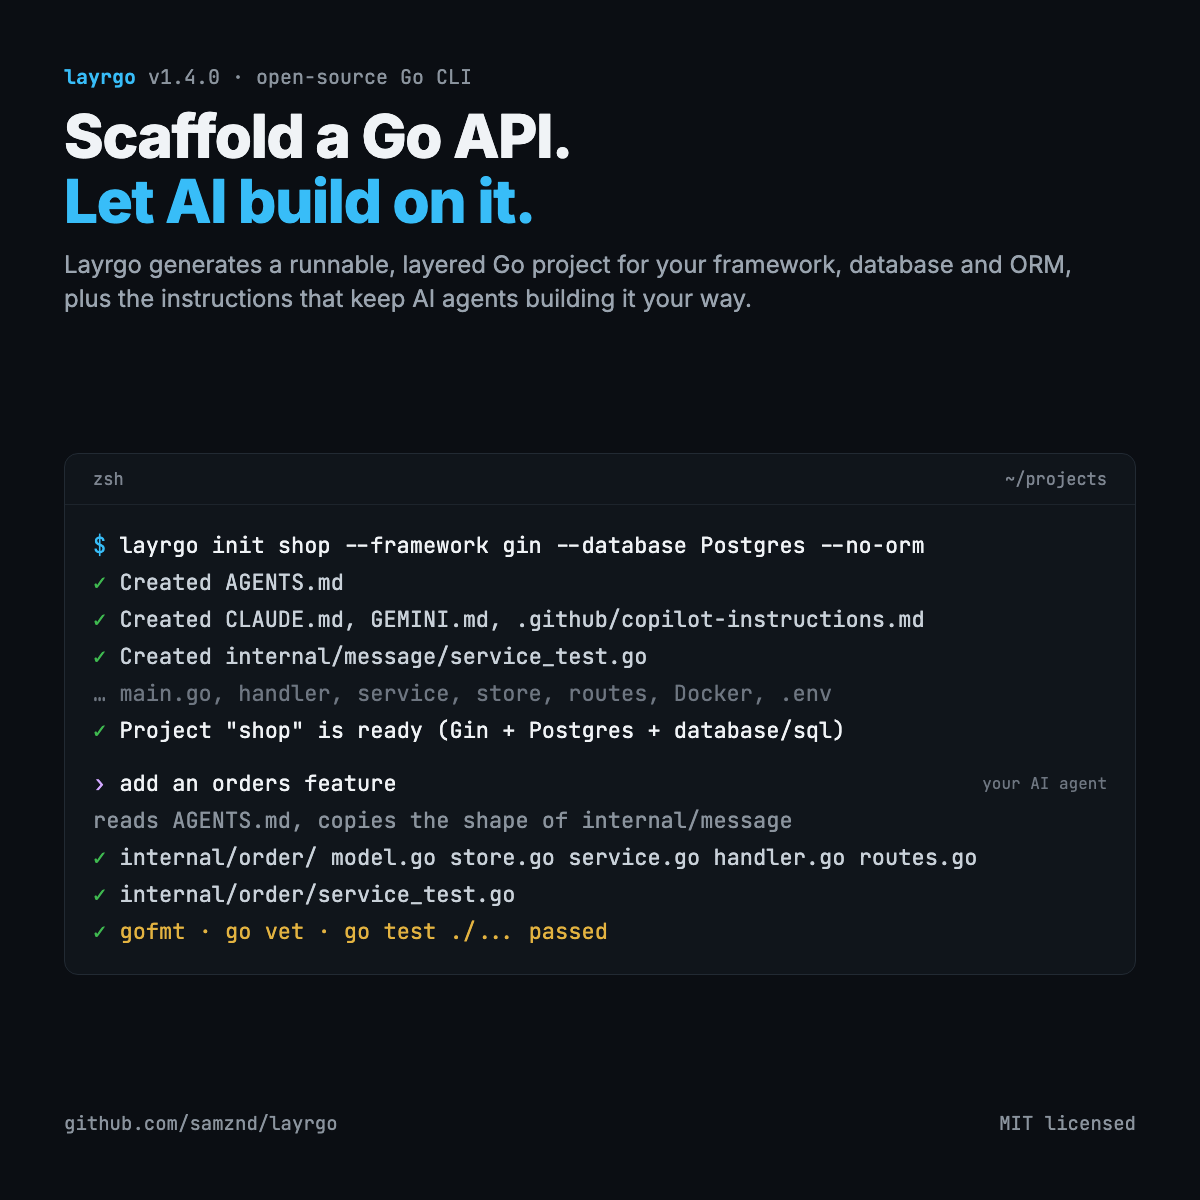 layrgo v1.4.0 · open-source Go CLI
Scaffold a Go API.
Let AI build on it.
Layrgo generates a runnable, layered Go project for your framework, database and ORM,
plus the instructions that keep AI agents building it your way.
zsh ~/projects
$ layrgo init shop --framework gin --database Postgres --no-orm
✓ Created AGENTS.md
✓ Created CLAUDE.md, GEMINI.md, .github/copilot-instructions.md
✓ Created internal/message/service_test.go
… main.go, handler, service, store, routes, Docker, .env
✓ Project "shop" is ready (Gin + Postgres + database/sql)
› add an orders feature your AI agent
reads AGENTS.md, copies the shape of internal/message
✓ internal/order/ model.go store.go service.go handler.go routes.go
✓ internal/order/service_test.go
✓ gofmt · go vet · go test ./... passed
github.com/samznd/layrgo MIT licensed